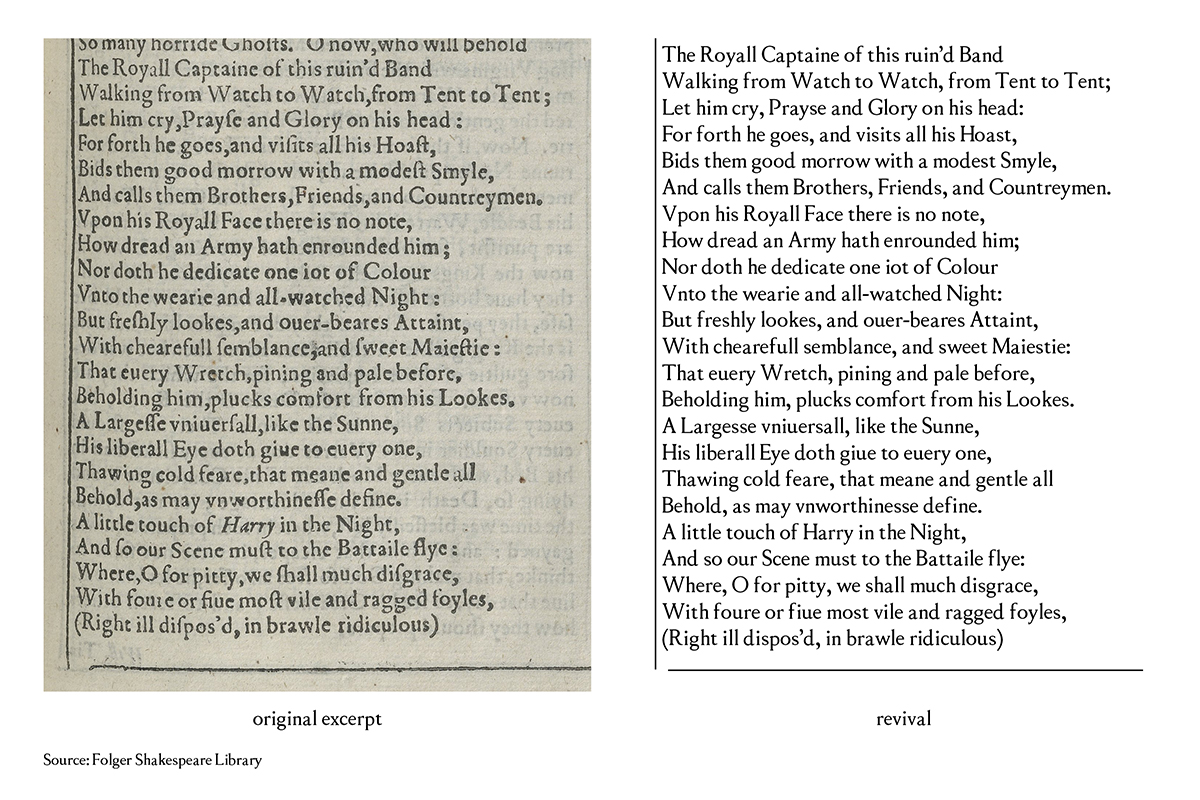 So many horride Ghosts. O now,who will behold
The Royall Captaine of this ruin'd Band
Walking from Watch to Watch,from Tent to Tent;
Let him cry,Prayſe and Glory on his head:
For forth he goes,and viſits all his Hoaſt,
Bids them good morrow with a modeſt Smyle,
And calls them Brothers,Friends,and Countreymen.
Vpon his Royall Face there is no note,
How dread an Army hath enrounded him;
Nor doth he dedicate one iot of Colour
Vnto the wearie and all-watched Night:
But freſhly lookes,and ouer-beares Attaint,
With chearefull ſemblance,and ſweet Maieſtie:
That euery Wretch,pining and pale before,
Beholding him,plucks comfort from his Lookes.
A Largeſſe vniuerſall,like the Sunne,
His liberall Eye doth giue to euery one,
Thawing cold feare,that meane and gentle all
Behold,as may vnworthineſſe define.
A little touch of Harry in the Night,
And ſo our Scene muſt to the Battaile flye:
Where,O for pitty,we ſhall much diſgrace,
With foure or fiue moſt vile and ragged foyles,
(Right ill diſpos'd, in brawle ridiculous)
original excerpt
Source: Folger Shakespeare Library
The Royall Captaine of this ruin’d Band
Walking from Watch to Watch, from Tent to Tent;
Let him cry, Prayse and Glory on his head:
For forth he goes, and visits all his Hoast,
Bids them good morrow with a modest Smyle,
And calls them Brothers, Friends, and Countreymen.
Vpon his Royall Face there is no note,
How dread an Army hath enrounded him;
Nor doth he dedicate one iot of Colour
Vnto the wearie and all-watched Night:
But freshly lookes, and ouer-beares Attaint,
With chearefull semblance, and sweet Maiestie:
That euery Wretch, pining and pale before,
Beholding him, plucks comfort from his Lookes.
A Largesse vniuersall, like the Sunne,
His liberall Eye doth giue to euery one,
Thawing cold feare, that meane and gentle all
Behold, as may vnworthinesse define.
A little touch of Harry in the Night,
And so our Scene must to the Battaile flye:
Where, O for pitty, we shall much disgrace,
With foure or fiue most vile and ragged foyles,
(Right ill dispos’d, in brawle ridiculous)
revival